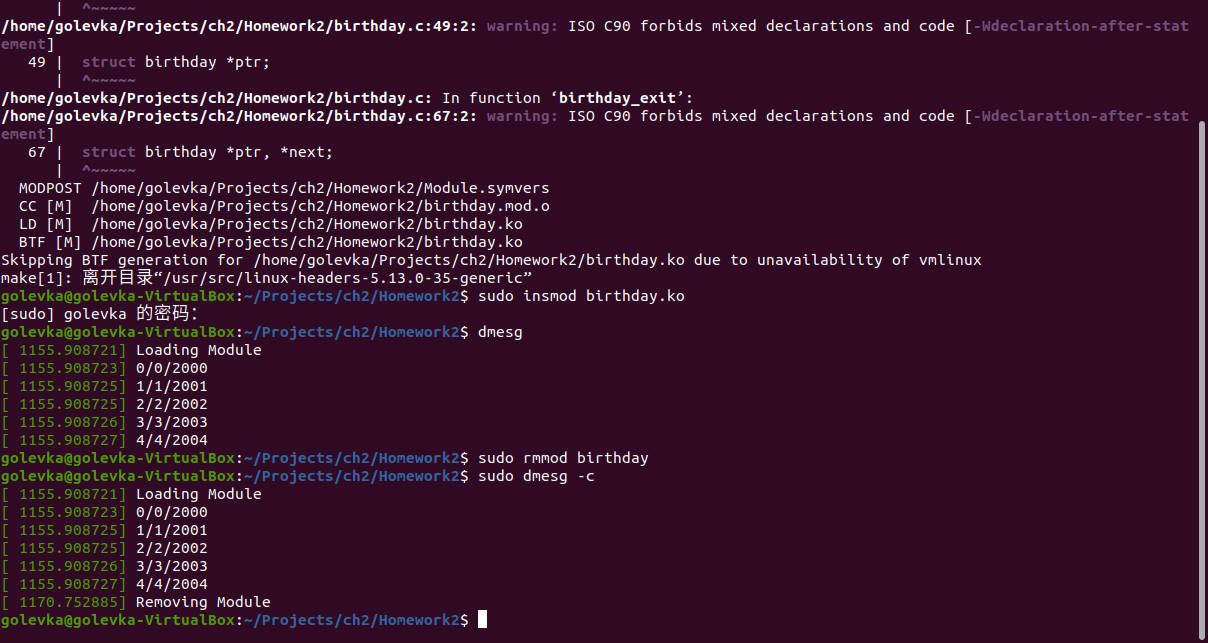 |  ^~~~~~
/home/golevka/Projects/ch2/Homework2/birthday.c:49:2: warning: ISO C90 forbids mixed declarations and code [-Wdeclaration-after-stat
ement]
   49 |  struct birthday *ptr;
      |  ^~~~~~
/home/golevka/Projects/ch2/Homework2/birthday.c: In function ‘birthday_exit’:
/home/golevka/Projects/ch2/Homework2/birthday.c:67:2: warning: ISO C90 forbids mixed declarations and code [-Wdeclaration-after-stat
ement]
   67 |  struct birthday *ptr, *next;
      |  ^~~~~~
  MODPOST /home/golevka/Projects/ch2/Homework2/Module.symvers
  CC [M]  /home/golevka/Projects/ch2/Homework2/birthday.mod.o
  LD [M]  /home/golevka/Projects/ch2/Homework2/birthday.ko
  BTF [M] /home/golevka/Projects/ch2/Homework2/birthday.ko
Skipping BTF generation for /home/golevka/Projects/ch2/Homework2/birthday.ko due to unavailability of vmlinux
make[1]: 离开目录“/usr/src/linux-headers-5.13.0-35-generic”
golevka@golevka-VirtualBox:~/Projects/ch2/Homework2$ sudo insmod birthday.ko
[sudo] golevka 的密码：
golevka@golevka-VirtualBox:~/Projects/ch2/Homework2$ dmesg
[ 1155.908721] Loading Module
[ 1155.908723] 0/0/2000
[ 1155.908725] 1/1/2001
[ 1155.908725] 2/2/2002
[ 1155.908726] 3/3/2003
[ 1155.908727] 4/4/2004
golevka@golevka-VirtualBox:~/Projects/ch2/Homework2$ sudo rmmod birthday
golevka@golevka-VirtualBox:~/Projects/ch2/Homework2$ sudo dmesg -c
[ 1155.908721] Loading Module
[ 1155.908723] 0/0/2000
[ 1155.908725] 1/1/2001
[ 1155.908725] 2/2/2002
[ 1155.908726] 3/3/2003
[ 1155.908727] 4/4/2004
[ 1170.752885] Removing Module
golevka@golevka-VirtualBox:~/Projects/ch2/Homework2$